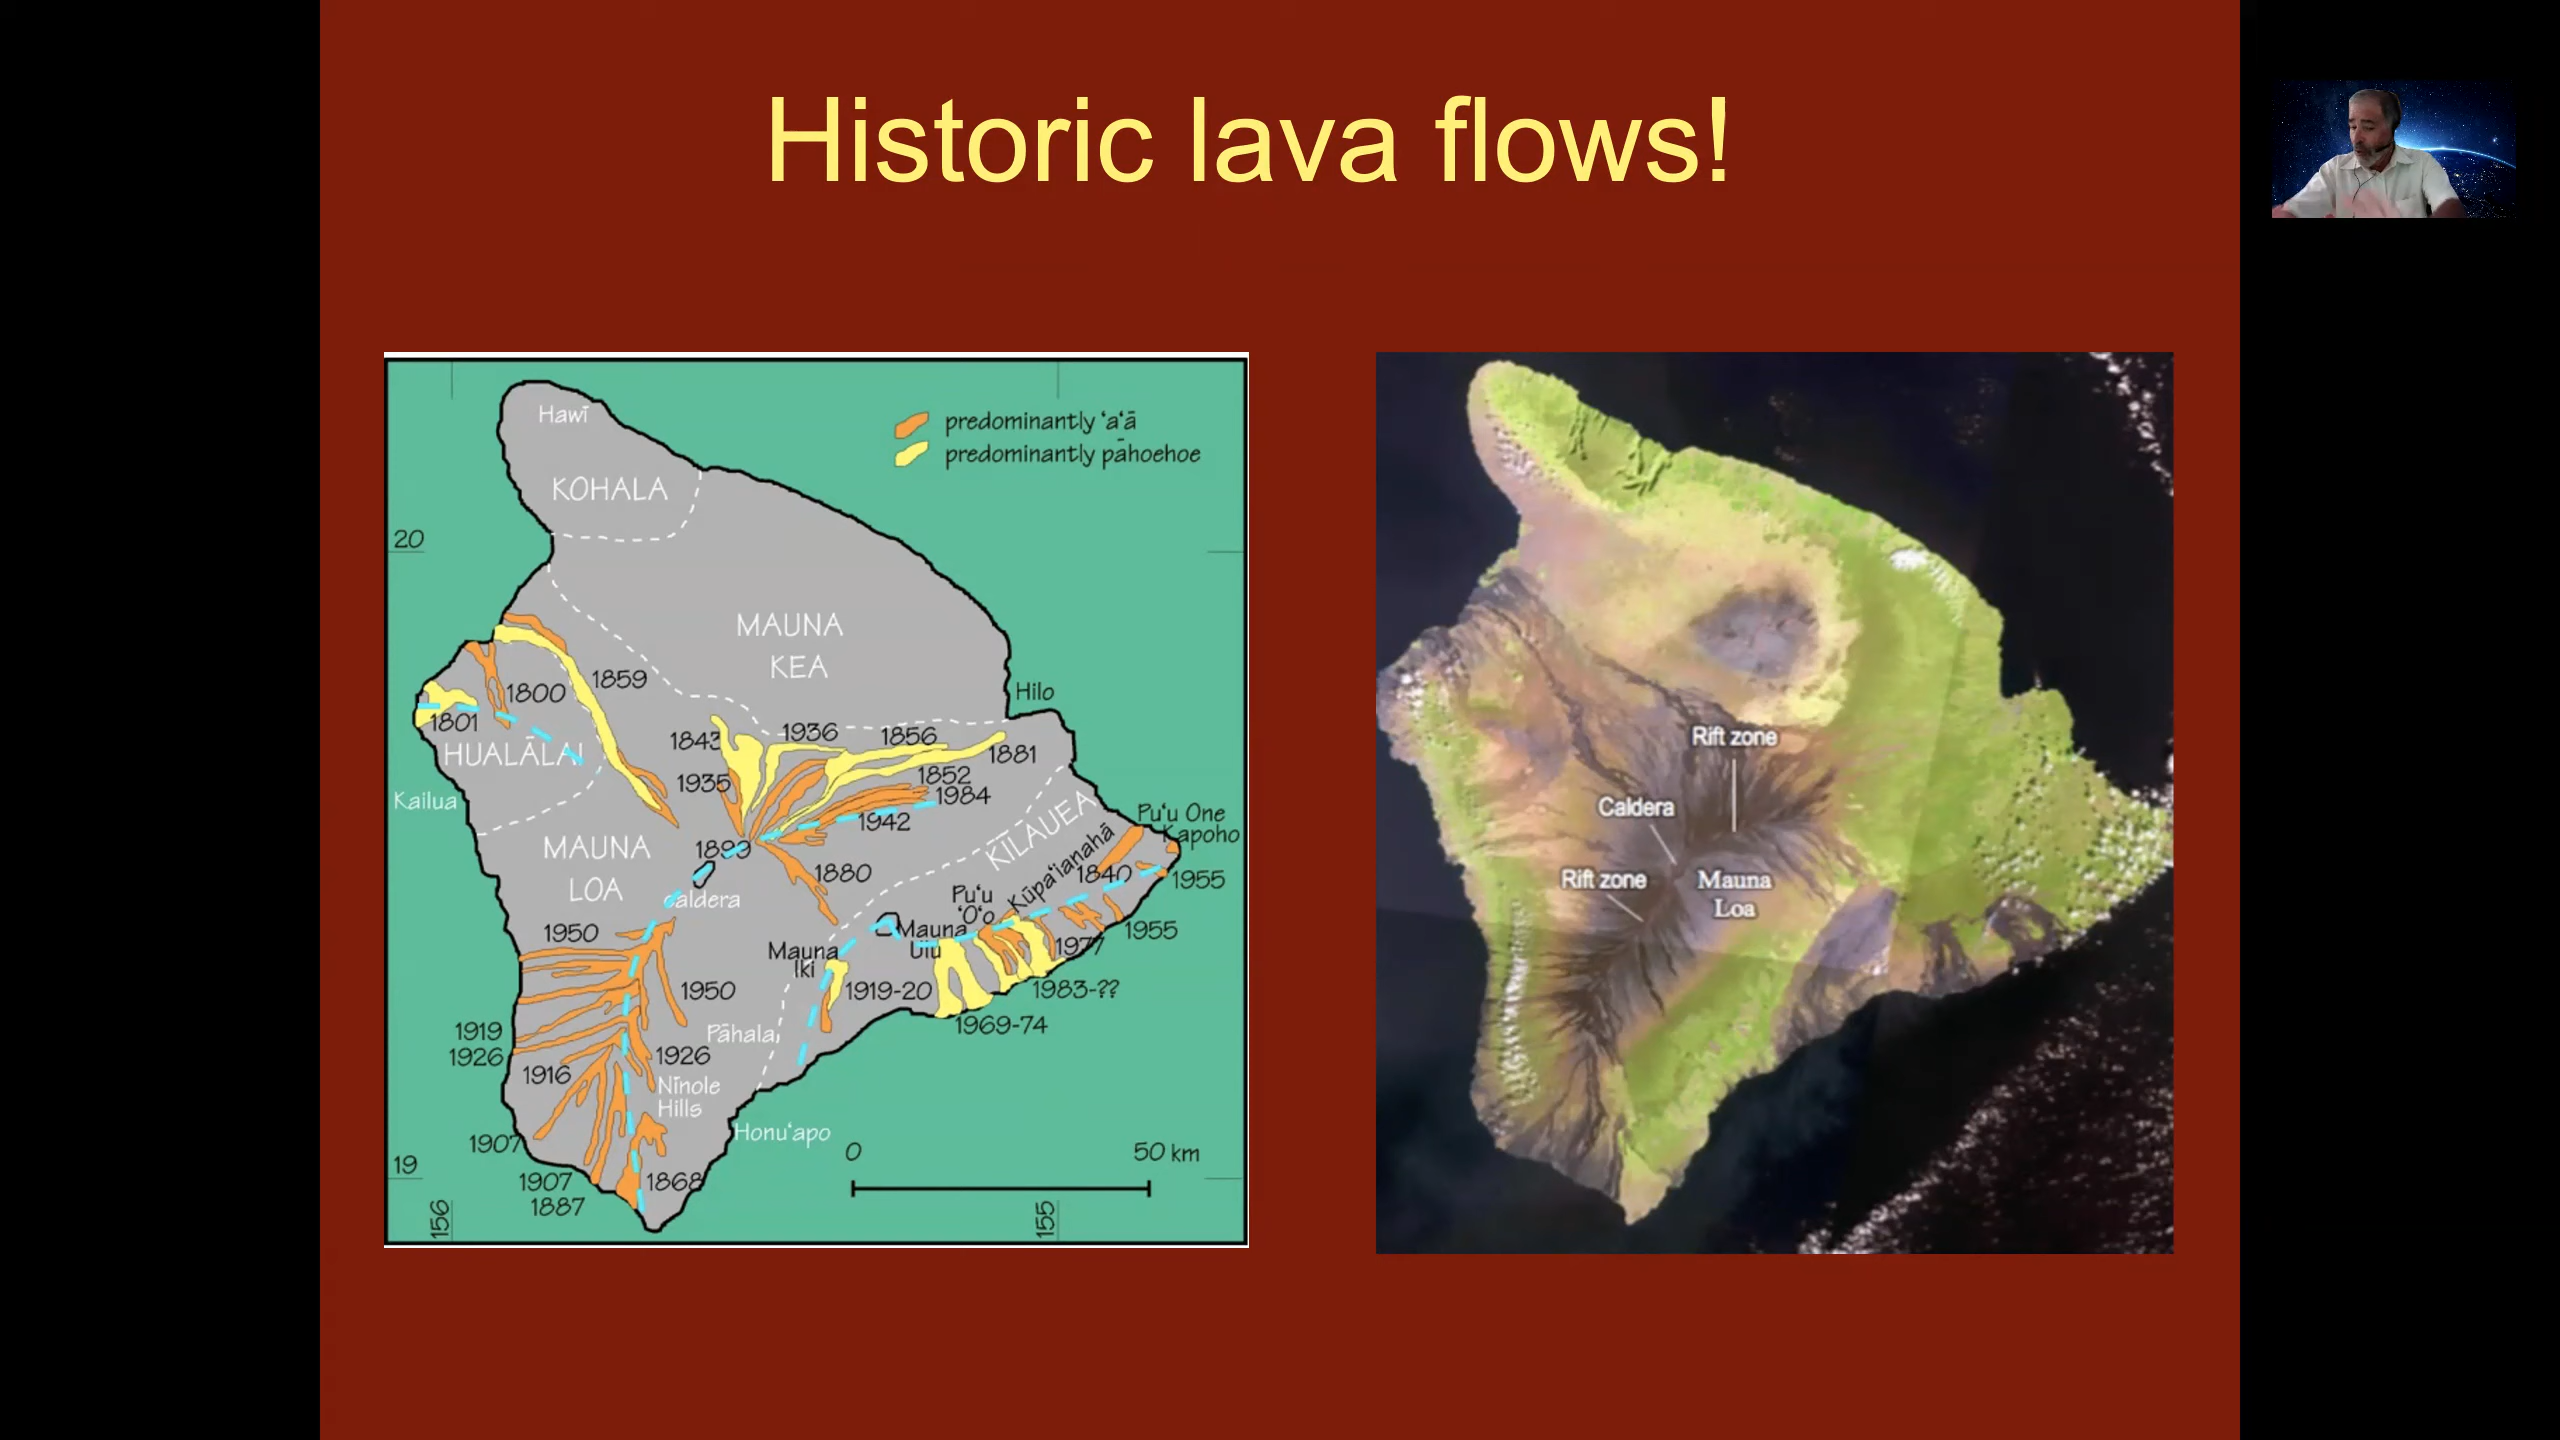 Historic lava flows!
Hawī
KOHALA
predominantly ʻaʻā
predominantly pāhoehoe
20
MAUNA
KEA
Hilo
1859
1800
1801
HUALĀLAI
Kailua
1843
1936
1856
1881
1935
1852
1984
1942
KĪLAUEA
Puʻu One
Kapoho
MAUNA
LOA
1899
caldera
1880
Puʻu
ʻOʻo
Kūpaʻianahā
1840
1955
1955
Mauna
Ulu
1977
Mauna
Iki
1950
1950
1919-20
1983-??
1969-74
Pāhala
1919
1926
1926
1916
Nīnole
Hills
Honuʻapo
1907
1907
1887
1868
19
0
50 km
156
155
Rift zone
Caldera
Rift zone
Mauna
Loa